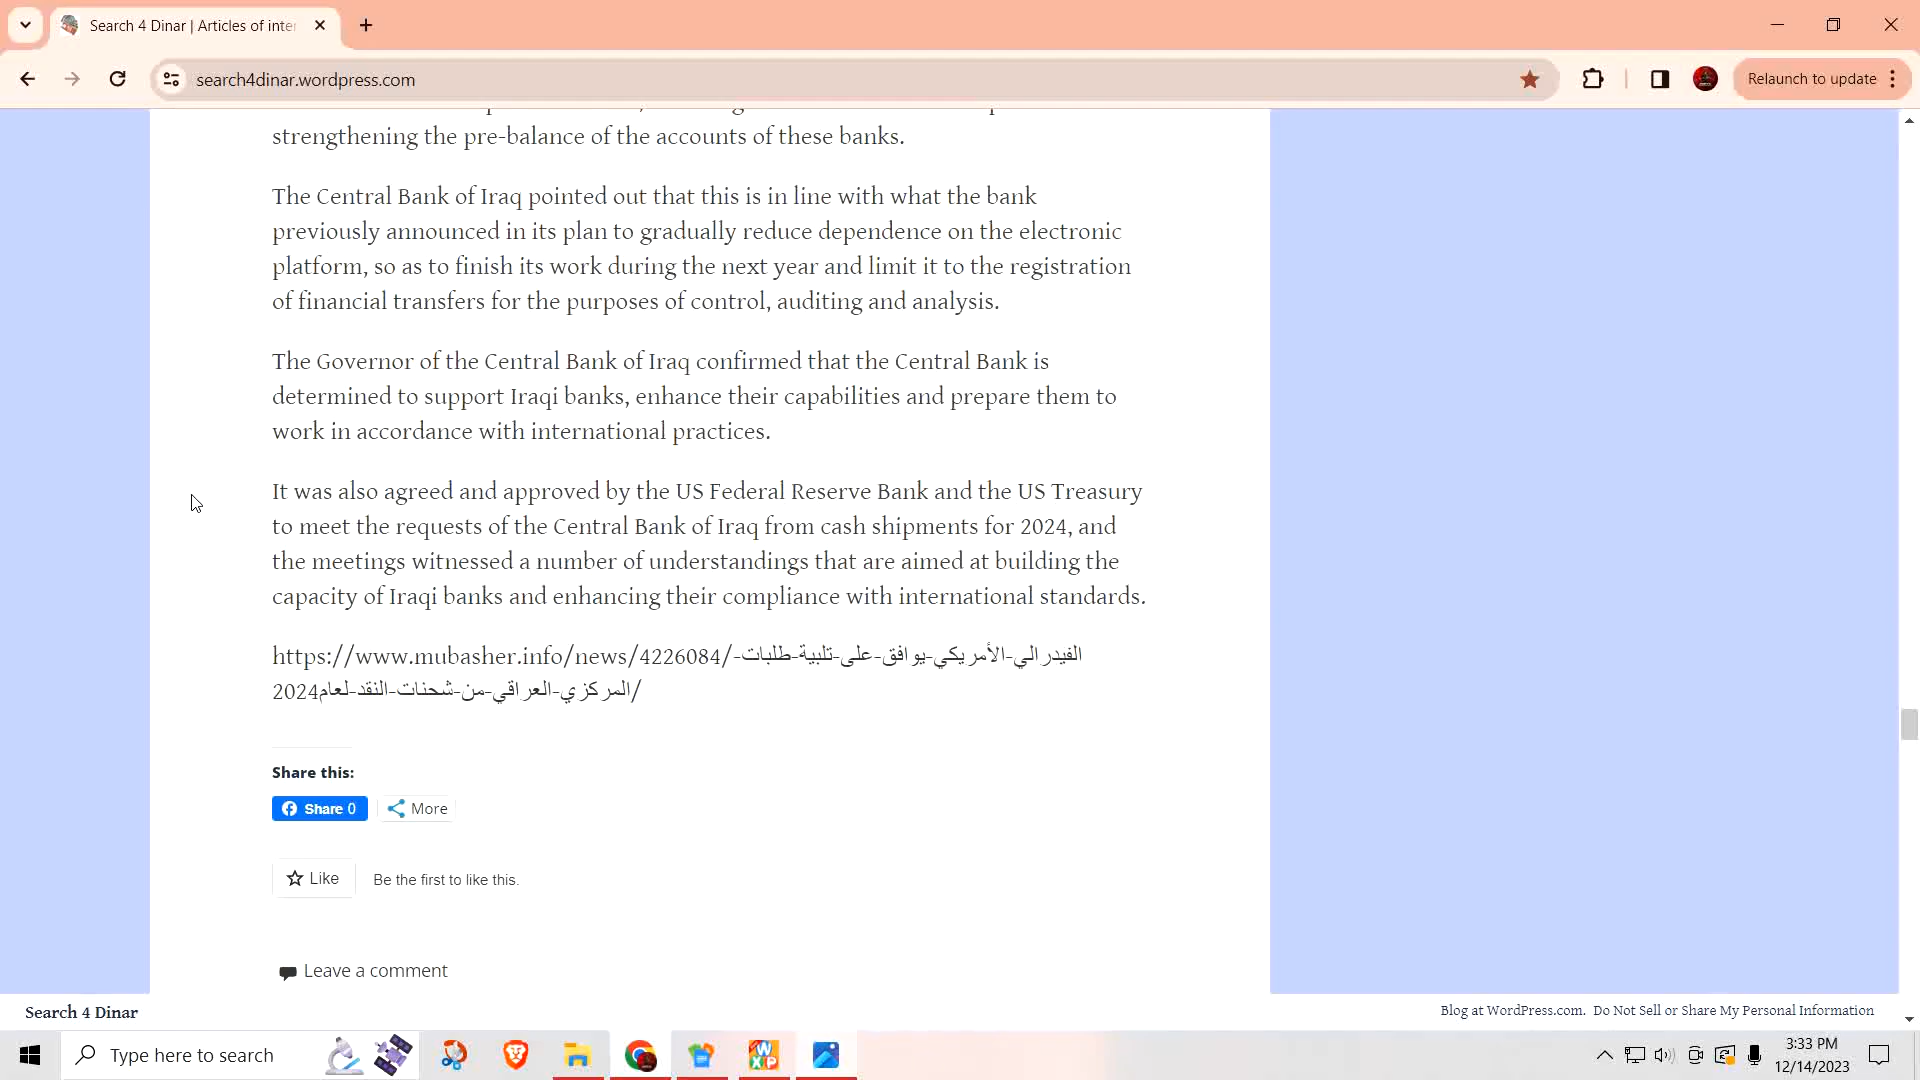 Search 4 Dinar | Articles of inter
search4dinar.wordpress.com
Relaunch to update
strengthening the pre-balance of the accounts of these banks.
The Central Bank of Iraq pointed out that this is in line with what the bank
previously announced in its plan to gradually reduce dependence on the electronic
platform, so as to finish its work during the next year and limit it to the registration
of financial transfers for the purposes of control, auditing and analysis.
The Governor of the Central Bank of Iraq confirmed that the Central Bank is
determined to support Iraqi banks, enhance their capabilities and prepare them to
work in accordance with international practices.
It was also agreed and approved by the US Federal Reserve Bank and the US Treasury
to meet the requests of the Central Bank of Iraq from cash shipments for 2024, and
the meetings witnessed a number of understandings that are aimed at building the
capacity of Iraqi banks and enhancing their compliance with international standards.
https://www.mubasher.info/news/4226084/الفيدرالي-الأمريكي-يوافق-على-تلبية-طلبات-
المركزي-العراقي-من-شحنات-النقد-لعام2024/
Share this:
Share 0
More
Like
Be the first to like this.
Leave a comment
Search 4 Dinar
Blog at WordPress.com.
Do Not Sell or Share My Personal Information
Type here to search
3:33 PM
12/14/2023